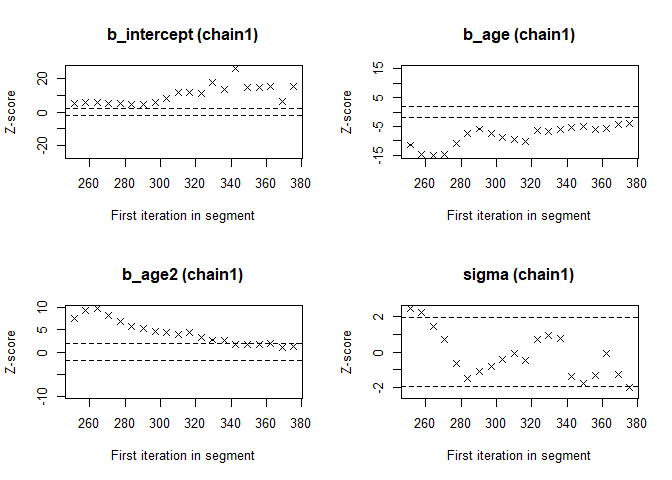 b_intercept (chain1)
Z-score
20
0
-20
260 280 300 320 340 360 380
First iteration in segment
b_age (chain1)
Z-score
15
5
-5
-15
260 280 300 320 340 360 380
First iteration in segment
b_age2 (chain1)
Z-score
10
5
0
-10
260 280 300 320 340 360 380
First iteration in segment
sigma (chain1)
Z-score
2
0
-2
260 280 300 320 340 360 380
First iteration in segment